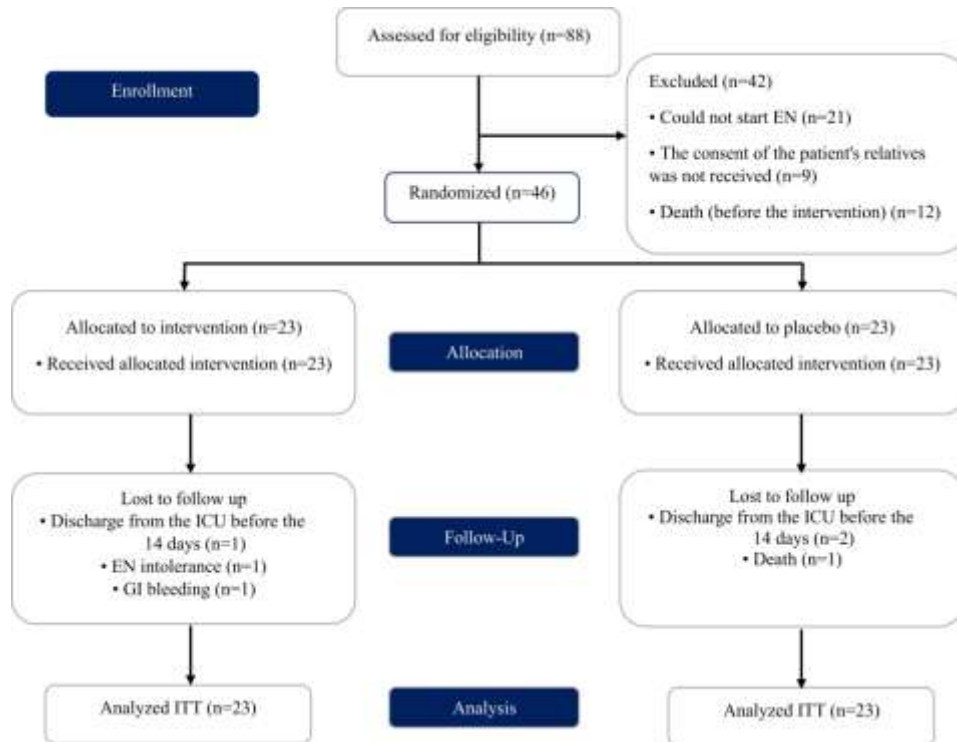 Assessed for eligibility (n=88)
Enrollment
Excluded (n=42)
• Could not start EN (n=21)
• The consent of the patient's relatives
was not received (n=9)
• Death (before the intervention) (n=12)
Randomized (n=46)
Allocated to intervention (n=23)
• Received allocated intervention (n=23)
Allocation
Allocated to placebo (n=23)
• Received allocated intervention (n=23)
Lost to follow up
• Discharge from the ICU before the
14 days (n=1)
• EN intolerance (n=1)
• GI bleeding (n=1)
Follow-Up
Lost to follow up
• Discharge from the ICU before the
14 days (n=2)
• Death (n=1)
Analyzed ITT (n=23)
Analysis
Analyzed ITT (n=23)